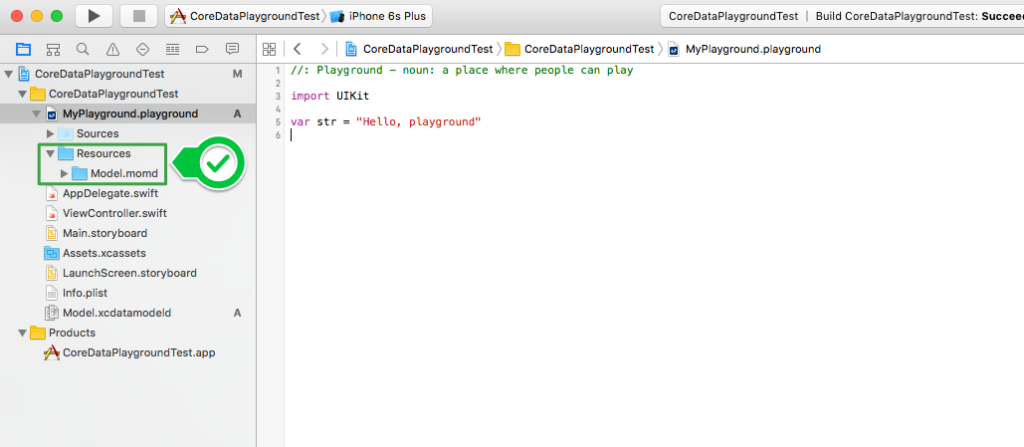 CoreDataPlaygroundTest iPhone 6s Plus CoreDataPlaygroundTest Build CoreDataPlaygroundTest: Succee
CoreDataPlaygroundTest CoreDataPlaygroundTest MyPlayground.playground
CoreDataPlaygroundTest M
CoreDataPlaygroundTest
MyPlayground.playground A
Sources
Resources
Model.momd
AppDelegate.swift
ViewController.swift
Main.storyboard
Assets.xcassets
LaunchScreen.storyboard
Info.plist
Model.xcdatamodeld A
Products
CoreDataPlaygroundTest.app
1 //: Playground - noun: a place where people can play
2
3 import UIKit
4
5 var str = "Hello, playground"
6